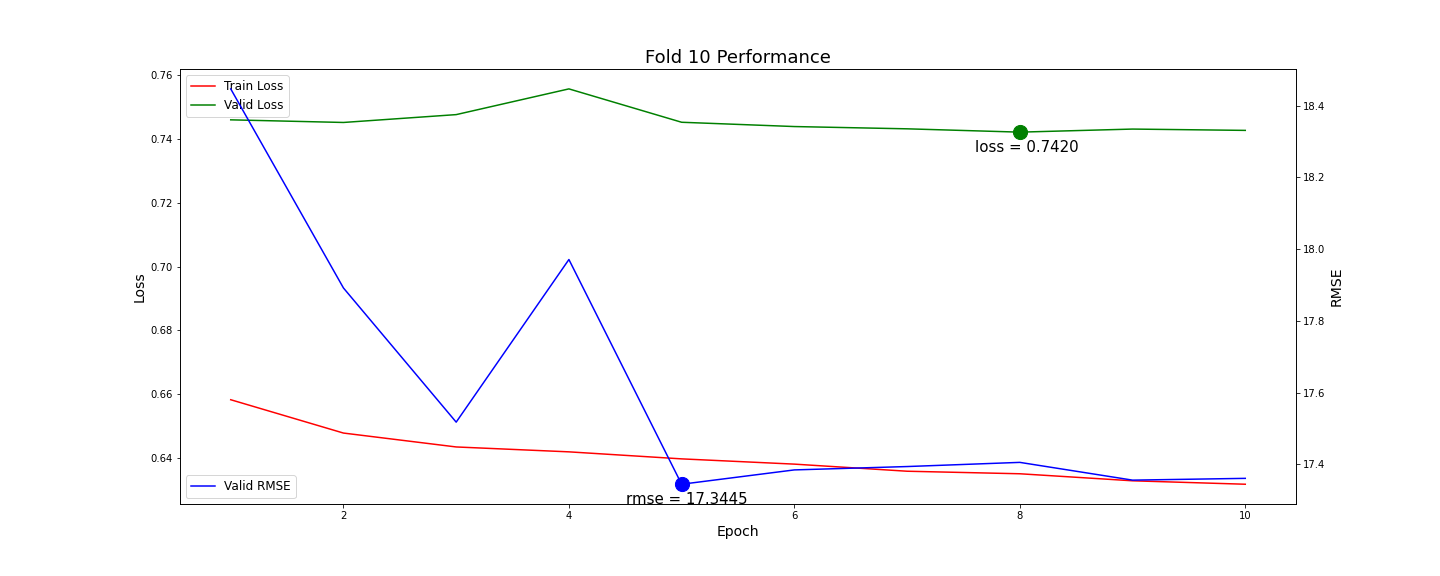 Fold 10 Performance
Train Loss
Valid Loss
Valid RMSE
loss = 0.7420
rmse = 17.3445
0.76
0.74
0.72
0.70
0.68
0.66
0.64
Loss
18.4
18.2
18.0
17.8
17.6
17.4
RMSE
2 4 6 8 10
Epoch